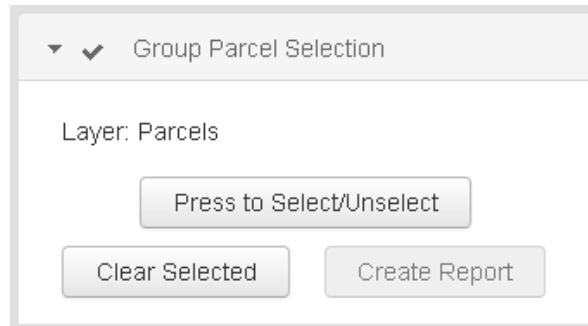 Group Parcel Selection
Layer: Parcels
Press to Select/Unselect
Clear Selected Create Report